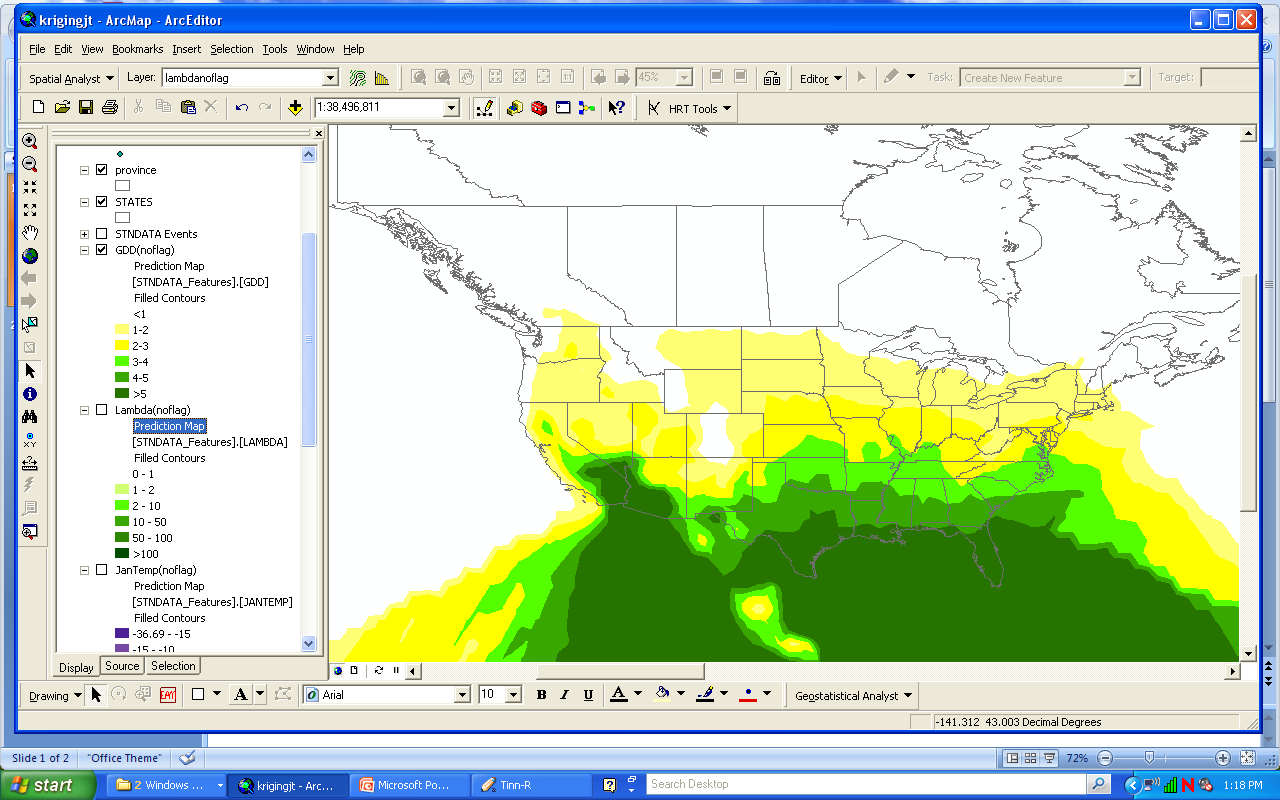 krigingjt - ArcMap - ArcEditor
File Edit View Bookmarks Insert Selection Tools Window Help
Spatial Analyst Layer: lambdanoflag 45% Editor Task: Create New Feature Target:
1:38,496,811 HRT Tools
province
STATES
STNDATA Events
GDD(noflag)
Prediction Map
[STNDATA_Features].[GDD]
Filled Contours
<1
1-2
2-3
3-4
4-5
>5
Lambda(noflag)
Prediction Map
[STNDATA_Features].[LAMBDA]
Filled Contours
0 - 1
1 - 2
2 - 10
10 - 50
50 - 100
>100
JanTemp(noflag)
Prediction Map
[STNDATA_Features].[JANTEMP]
Filled Contours
-36.69 - -15
-15 - -10
Display Source Selection
Drawing A Arial 10 B I U A Geostatistical Analyst
-141.312 43.003 Decimal Degrees
Slide 1 of 2 "Office Theme" 72%
start 2 Windows ... krigingjt - Arc... Microsoft Po... Tinn-R Search Desktop 1:18 PM